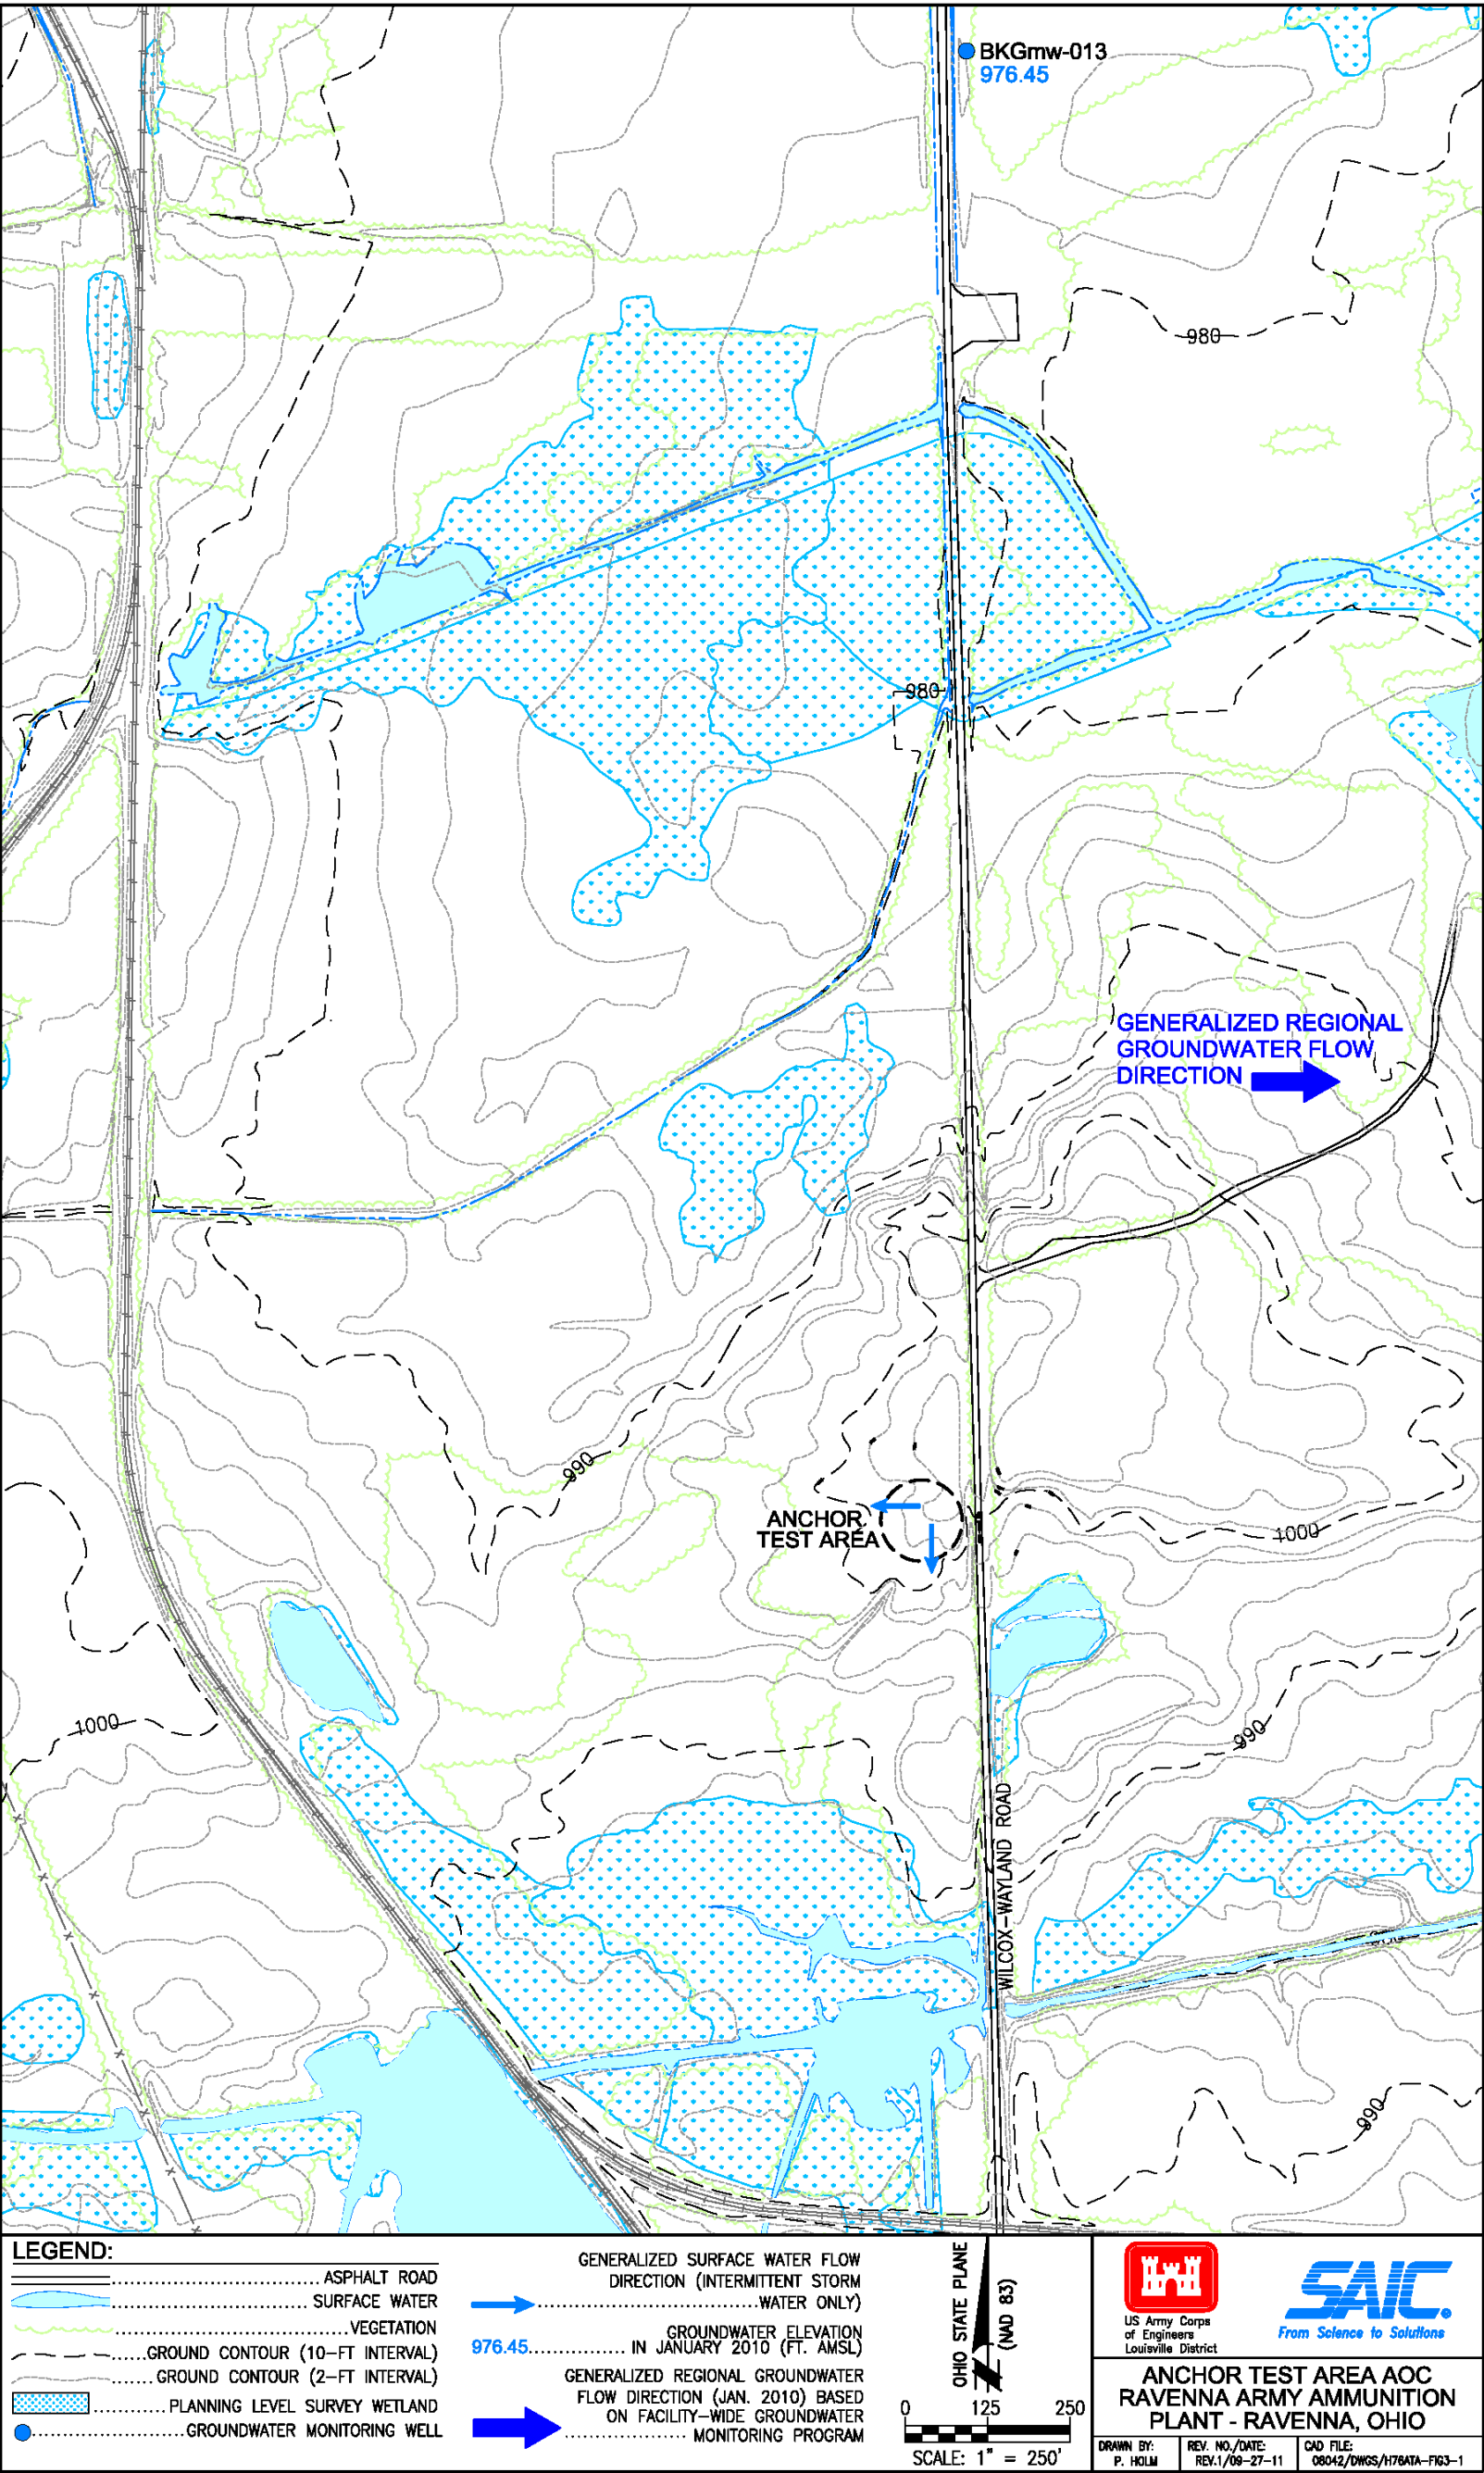 BKGmw-013
976.45
980
980
GENERALIZED REGIONAL
GROUNDWATER FLOW
DIRECTION
990
ANCHOR
TEST AREA
1000
1000
990
WILCOX-WAYLAND ROAD
990
LEGEND:
ASPHALT ROAD
SURFACE WATER
VEGETATION
GROUND CONTOUR (10-FT INTERVAL)
GROUND CONTOUR (2-FT INTERVAL)
PLANNING LEVEL SURVEY WETLAND
GROUNDWATER MONITORING WELL
GENERALIZED SURFACE WATER FLOW
DIRECTION (INTERMITTENT STORM
WATER ONLY)
GROUNDWATER ELEVATION
976.45 IN JANUARY 2010 (FT. AMSL)
GENERALIZED REGIONAL GROUNDWATER
FLOW DIRECTION (JAN. 2010) BASED
ON FACILITY-WIDE GROUNDWATER
MONITORING PROGRAM
OHIO STATE PLANE
(NAD 83)
0 125 250
SCALE: 1" = 250'
US Army Corps
of Engineers
Louisville District
SAIC
From Science to Solutions
ANCHOR TEST AREA AOC
RAVENNA ARMY AMMUNITION
PLANT - RAVENNA, OHIO
DRAWN BY:
P. HOLM
REV. NO./DATE:
REV.1/09-27-11
CAD FILE:
08042/DWGS/H76ATA-FIG3-1